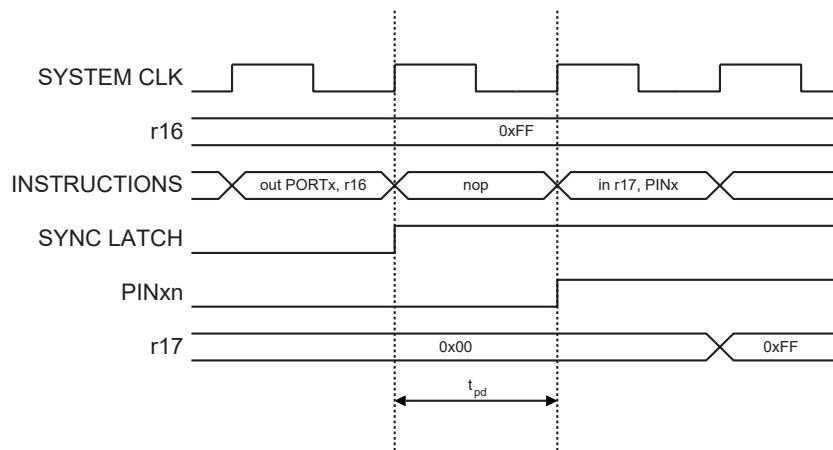 SYSTEM CLK
r16
0xFF
INSTRUCTIONS
out PORTx, r16
nop
in r17, PINx
SYNC LATCH
PINxn
r17
0x00
0xFF
tpd